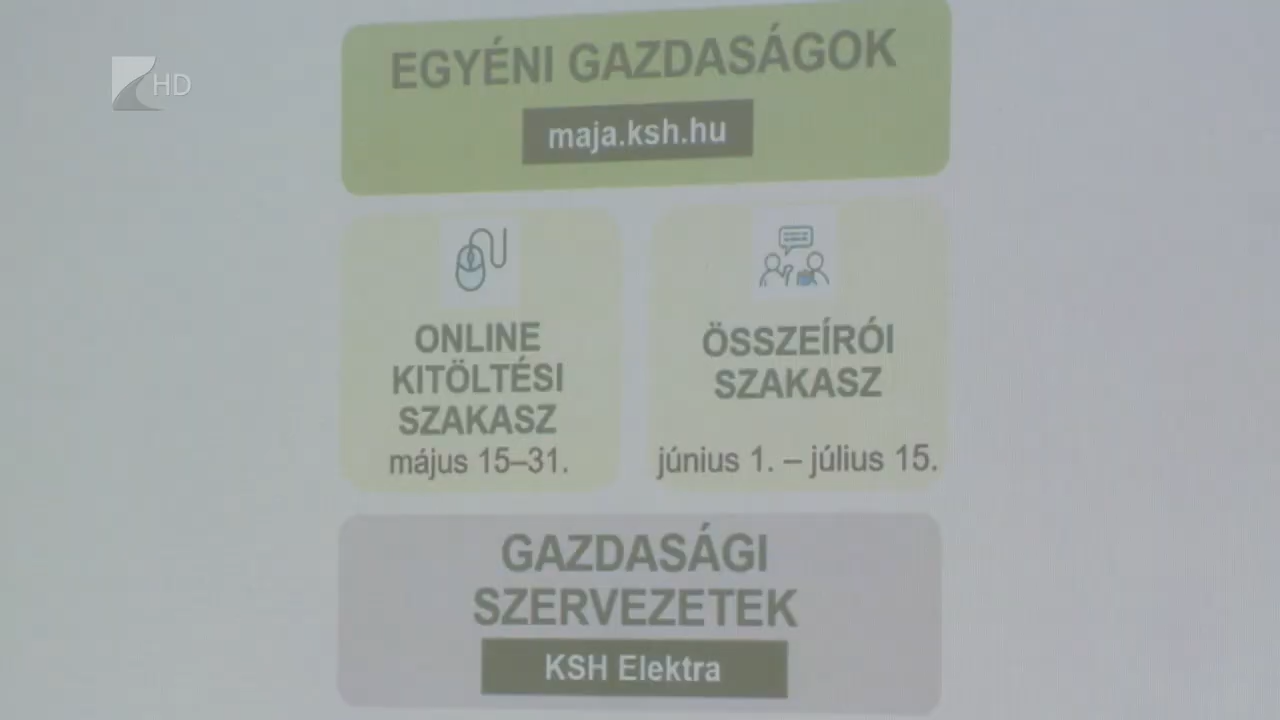 HD
EGYÉNI GAZDASÁGOK
maja.ksh.hu
ONLINE
KITÖLTÉSI
SZAKASZ
május 15–31.
ÖSSZEÍRÓI
SZAKASZ
június 1. – július 15.
GAZDASÁGI
SZERVEZETEK
KSH Elektra